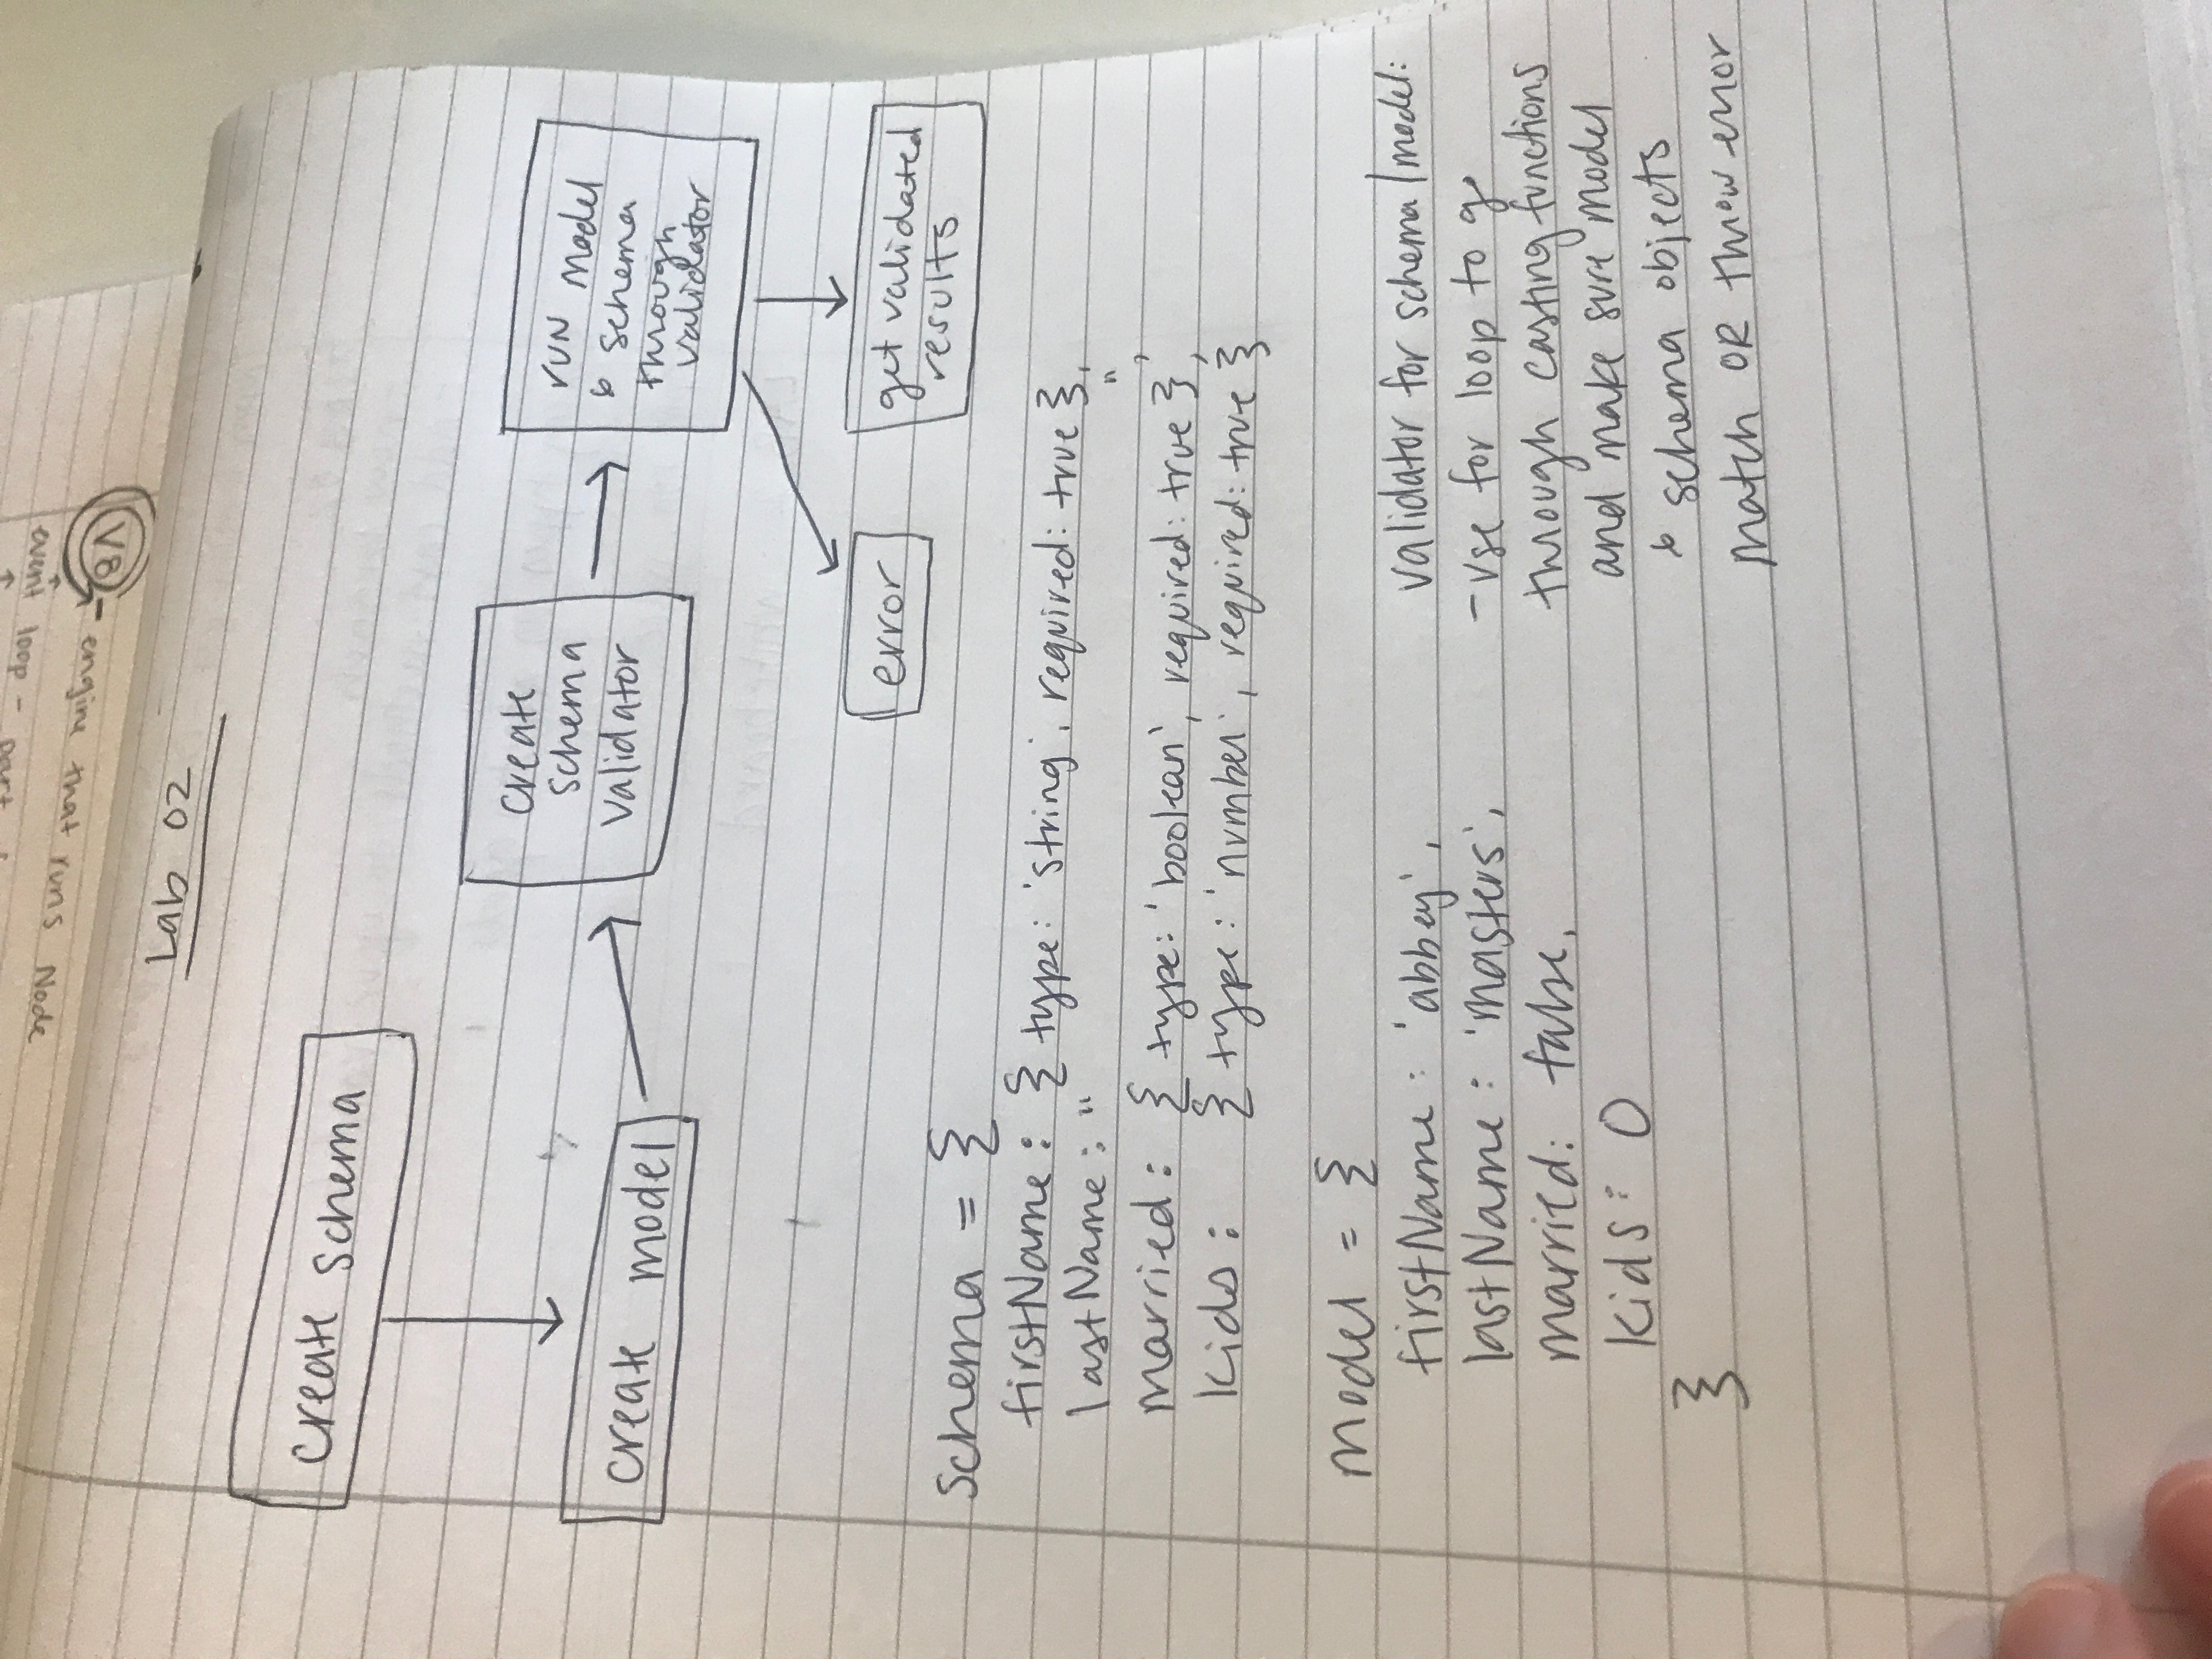 event loop -
V8 - engine that runs Node
Lab 02
create schema
create model
create
schema
validator
run model
& schema
through
validator
error
get validated
results
schema = {
firstName: { type: 'string', required: true },
lastName: " ",
married: { type: 'boolean', required: true },
kids: { type: 'number', required: true }
model = {
firstName: 'abbey',
lastName: 'masters',
married: false,
kids: 0
}
validator for schema/model:
- use for loop to go
through casting functions
and make sure model
& schema objects
match OR throw error